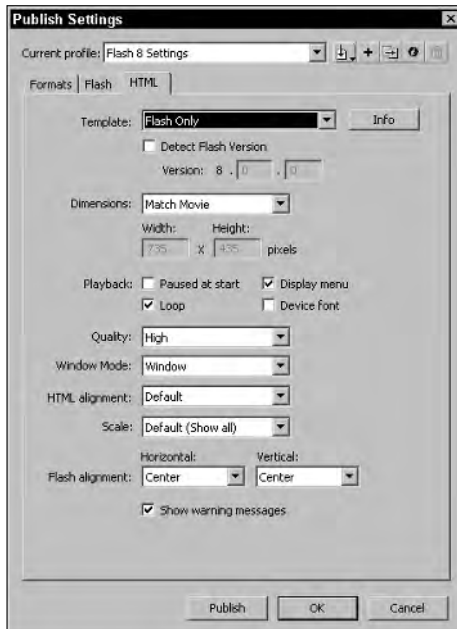 Publish Settings
Current profile: Flash 8 Settings
Formats Flash HTML
Template: Flash Only Info
Detect Flash Version
Version: 8 . 0 . 0
Dimensions: Match Movie
Width: Height:
735 X 435 pixels
Playback: Paused at start Display menu
Loop Device font
Quality: High
Window Mode: Window
HTML alignment: Default
Scale: Default (Show all)
Horizontal: Vertical:
Flash alignment: Center Center
Show warning messages
Publish OK Cancel